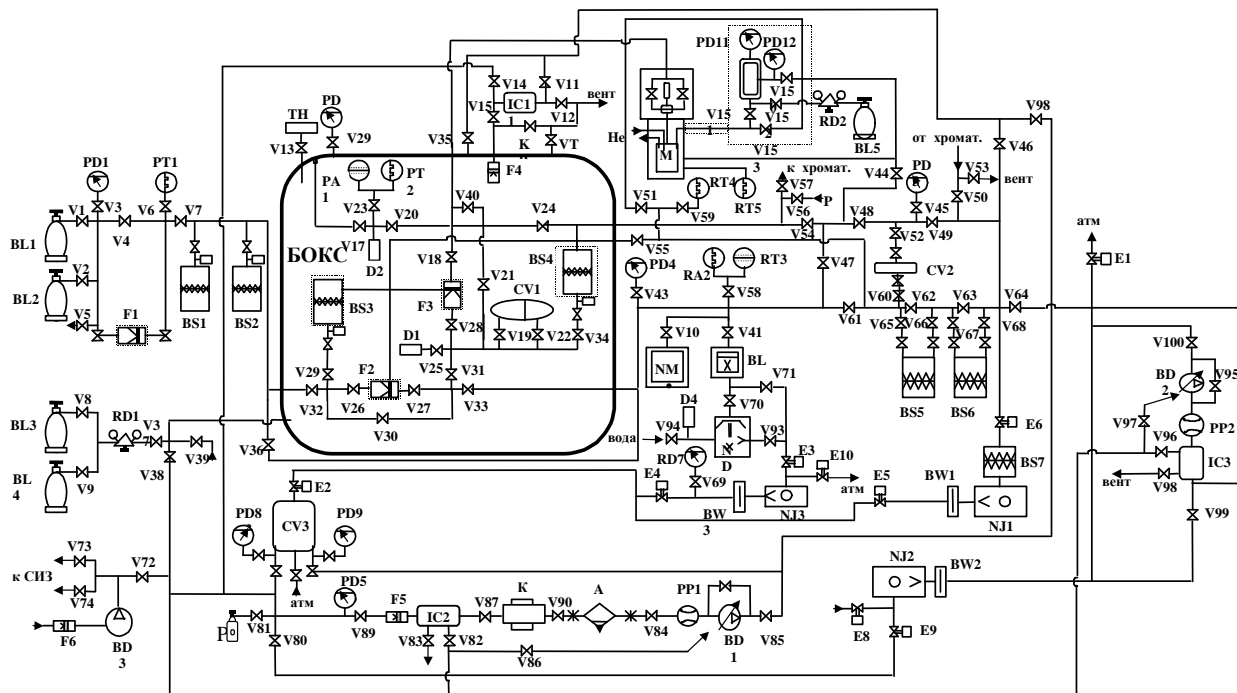 PD11
PD12
V14
V11
V15
IC1
вент
V12
1
V15
V15
V15
RD2
BL5
V98
TH
PD
V29
V13
V35
К
F4
VT
He
1
2
V15
3
M
от хромат.
V46
PD1
PT1
PA
1
PT
2
V40
к хромат.
RT4
V57
V44
PD
V53
вент
V51
RT5
P
V50
V1
V3
V6
V7
V23
V20
V24
V59
V56
V48
V45
BL1
V4
V17
V54
V52
V49
атм
БОКС
D2
V55
V2
V18
BS4
PD4
RA2
RT3
V47
E1
BL2
V21
CV2
V5
F1
BS1
BS2
BS3
F3
CV1
V43
V58
V60
V62
V63
V64
V28
V61
V65
V66
V67
V68
D1
V19
V22
V34
V10
V41
V100
V25
NM
BL
V29
F2
V31
V71
BD
2
V95
V32
V26
V27
V33
BS5
BS6
V8
D4
V70
V97
RD1
V3
7
V30
вода
V94
V93
E6
PP2
BL3
V36
N
D
V96
V39
V38
RD7
E3
E10
BS7
IC3
BL
4
V9
E4
атм
BW1
вент
V98
E2
V69
E5
PD8
PD9
BW
3
NJ3
NJ1
V99
CV3
V73
V72
NJ2
BW2
к СИЗ
PD5
К
А
PP1
V74
атм
F5
V87
V90
P
V81
IC2
V84
V80
V89
V83
V82
BD
1
V85
E8
E9
F6
BD
3
V86